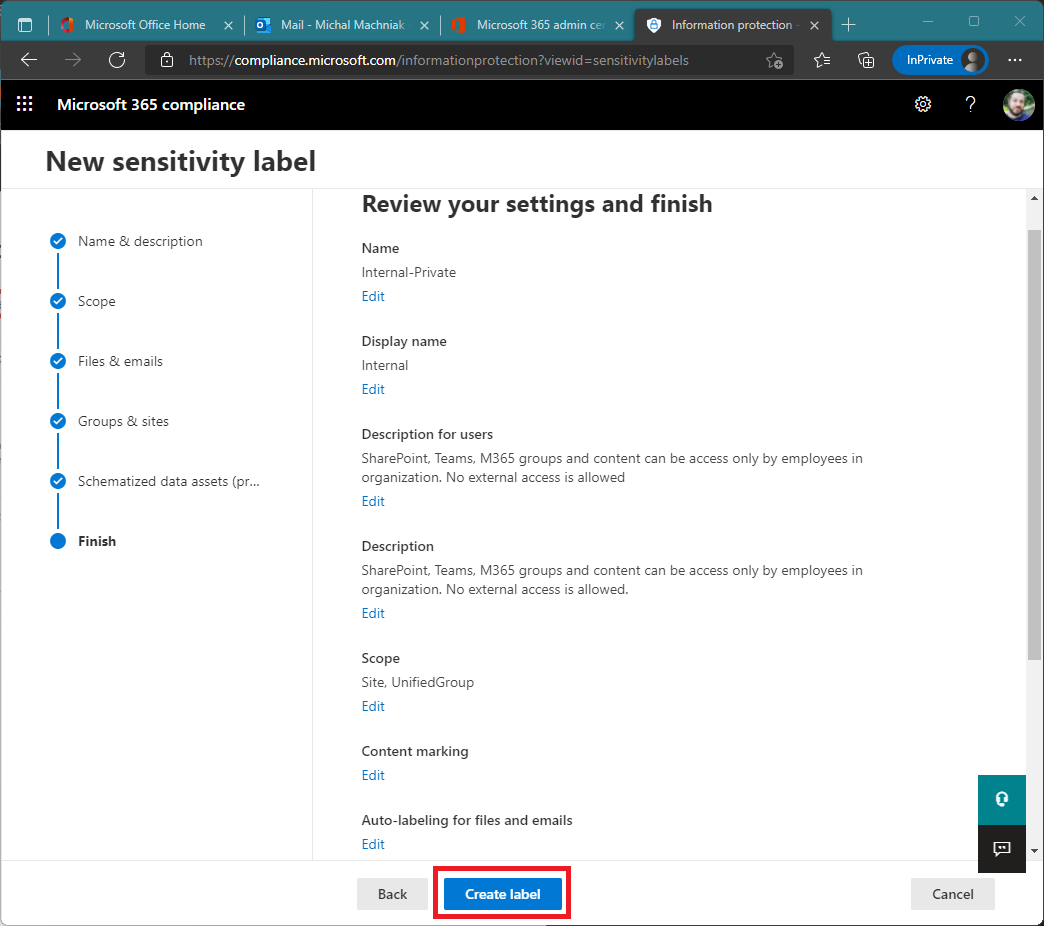 Microsoft Office Home
Mail - Michal Machniak
Microsoft 365 admin cen
Information protection -
https://compliance.microsoft.com/informationprotection?viewid=sensitivitylabels
InPrivate
Microsoft 365 compliance
?
New sensitivity label
Name & description
Scope
Files & emails
Groups & sites
Schematized data assets (pr...
Finish
Review your settings and finish
Name
Internal-Private
Edit
Display name
Internal
Edit
Description for users
SharePoint, Teams, M365 groups and content can be access only by employees in
organization. No external access is allowed
Edit
Description
SharePoint, Teams, M365 groups and content can be access only by employees in
organization. No external access is allowed.
Edit
Scope
Site, UnifiedGroup
Edit
Content marking
Edit
Auto-labeling for files and emails
Edit
Back
Create label
Cancel